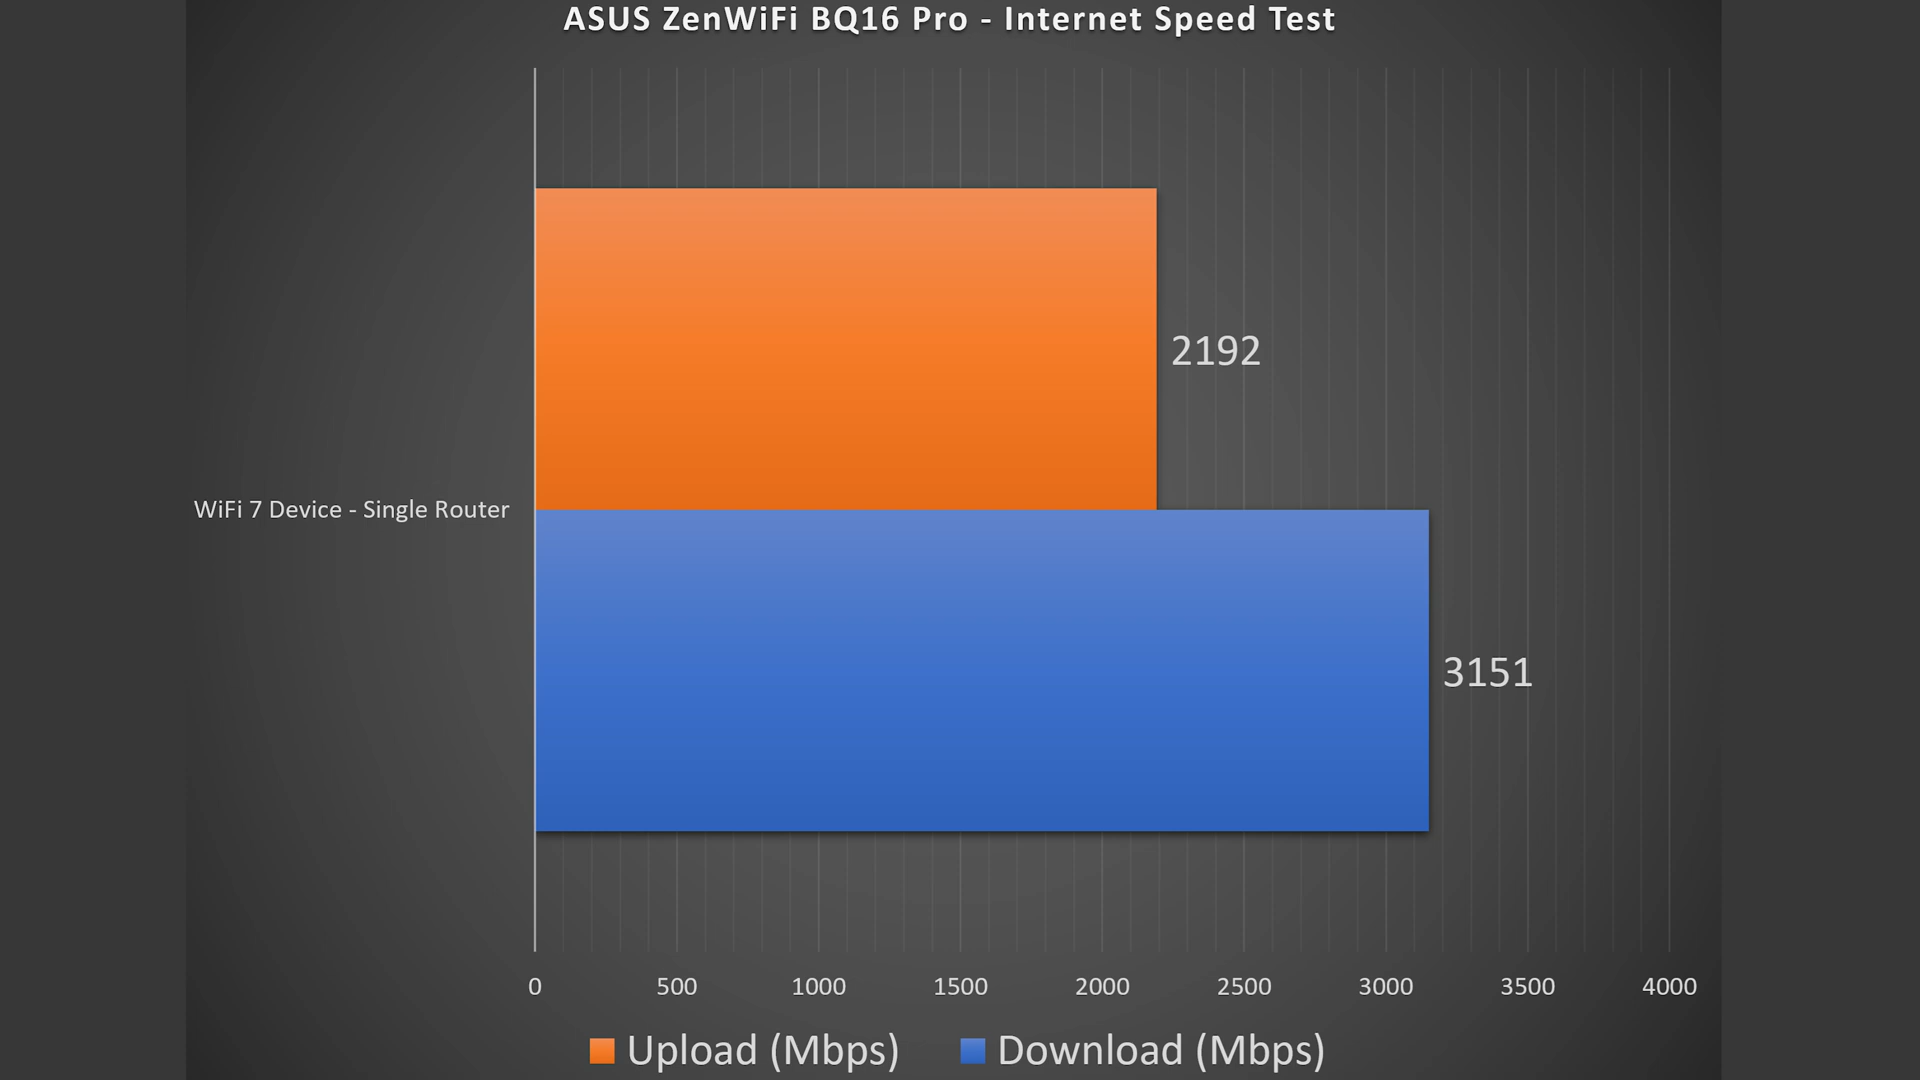 ASUS ZenWiFi BQ16 Pro - Internet Speed Test
2192
WiFi 7 Device - Single Router
3151
0 500 1000 1500 2000 2500 3000 3500 4000
Upload (Mbps) Download (Mbps)